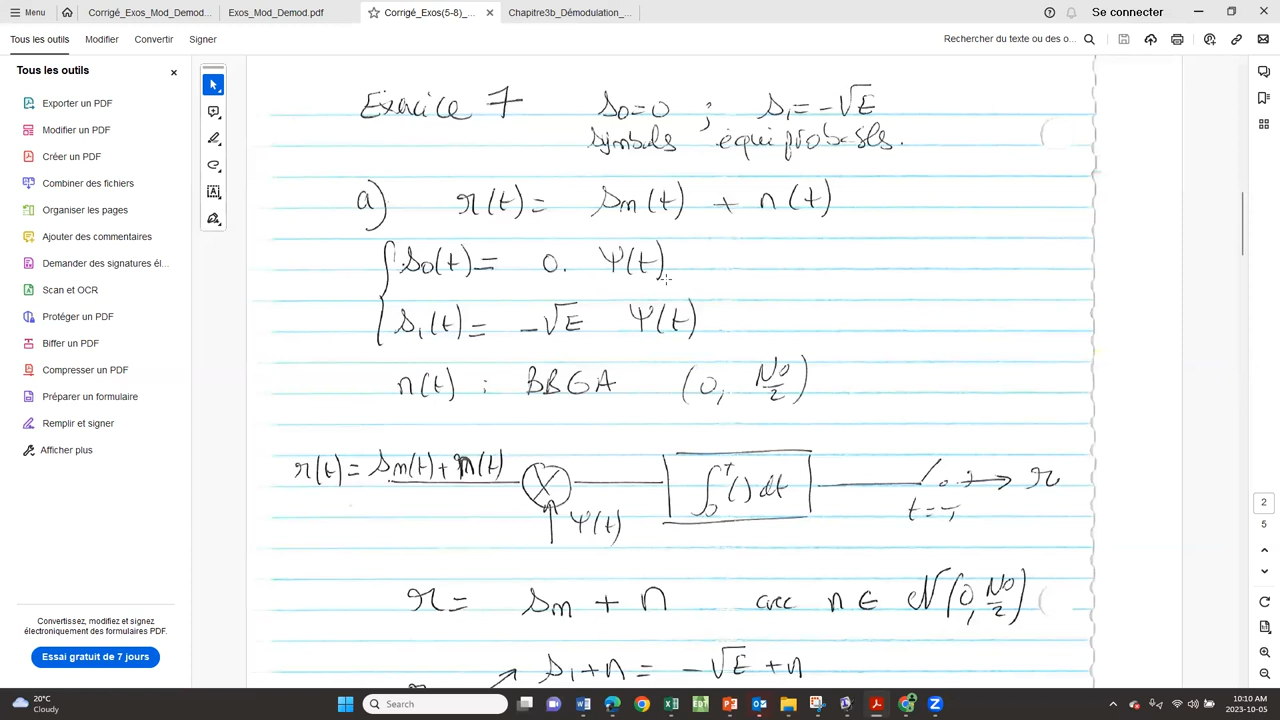 Menu
Corrigé_Exos_Mod_Demod...
Exos_Mod_Demod.pdf
Corrigé_Exos(5-8)_...
Chapitre3b_Démodulation_...
Se connecter
Tous les outils
Modifier
Convertir
Signer
Rechercher du texte ou des o...
Tous les outils
Exporter un PDF
Modifier un PDF
Créer un PDF
Combiner des fichiers
Organiser les pages
Ajouter des commentaires
Demander des signatures él...
Scan et OCR
Protéger un PDF
Biffer un PDF
Compresser un PDF
Préparer un formulaire
Remplir et signer
Afficher plus
Convertissez, modifiez et signez
électroniquement des formulaires PDF.
Essai gratuit de 7 jours
Exercice 7 s0=0 ; s1=-√E
symbols équiprobables.
a) r(t)= sm(t) + n(t)
s0(t)= 0. Ψ(t)
s1(t)= -√E Ψ(t)
n(t) : BBGA (0, N0/2)
r(t)= sm(t)+n(t) X Ψ(t) ∫0T () dt t=T r
r= sm + n avec n ∈ N(0, N0/2)
s1+n = -√E +n
2
5
20°C
Cloudy
Search
10:10 AM
2023-10-05